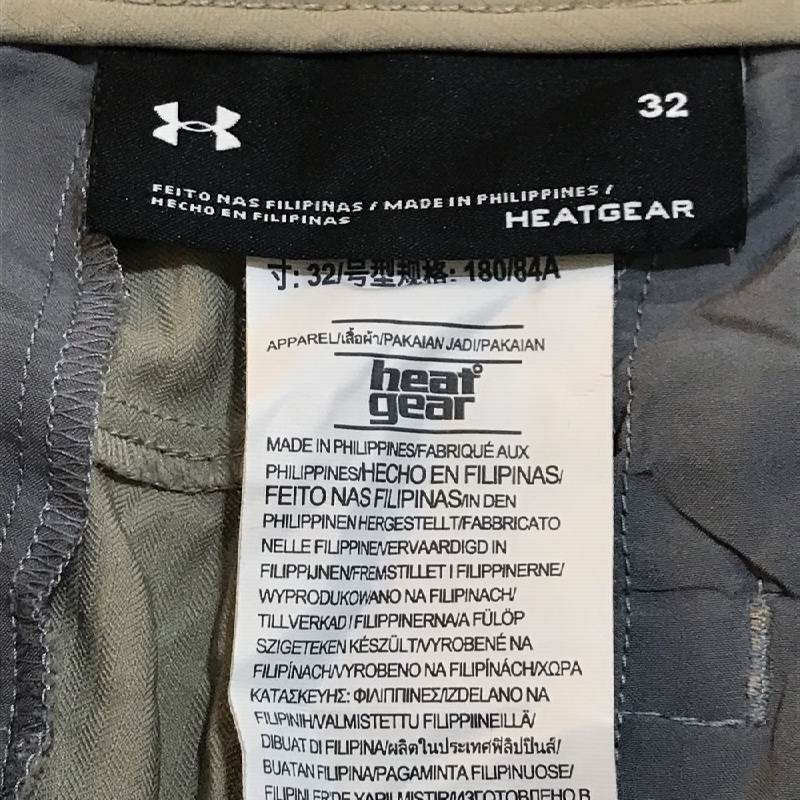 32
FEITO NAS FILIPINAS / MADE IN PHILIPPINES /
HECHO EN FILIPINAS
HEATGEAR
寸: 32/号型规格: 180/84A
APPAREL/เสื้อผ้า/PAKAIAN JADI/PAKAIAN
heat
gear
MADE IN PHILIPPINES/FABRIQUÉ AUX
PHILIPPINES/HECHO EN FILIPINAS/
FEITO NAS FILIPINAS/IN DEN
PHILIPPINEN HERGESTELLT/FABBRICATO
NELLE FILIPPINE/VERVAARDIGD IN
FILIPPIJNEN/FREMSTILLET I FILIPPINERNE/
WYPRODUKOWANO NA FILIPINACH/
TILLVERKAD I FILIPPINERNA/A FÜLÖP
SZIGETEKEN KÉSZÜLT/VYROBENÉ NA
FILIPÍNACH/VYROBENO NA FILIPÍNÁCH/ΧΩΡΑ
ΚΑΤΑΣΚΕΥΗΣ: ΦΙΛΙΠΠΙΝΕΣ/IZDELANO NA
FILIPINIH/VALMISTETTU FILIPPIINEILLÄ/
DIBUAT DI FILIPINA/ผลิตในประเทศฟิลิปปินส์/
BUATAN FILIPINA/PAGAMINTA FILIPINUOSE/
FILIPINLER'DE YAPILMIŞTIR/ИЗГОТОВЛЕНО В